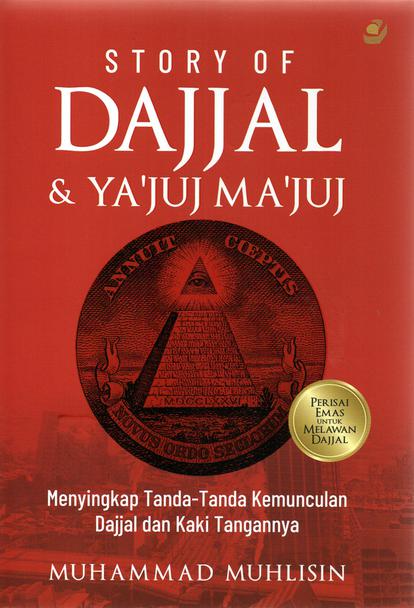 STORY OF
DAJJAL
& YA'JUJ MA'JUJ
ANNUIT CŒPTIS
MDCCLXXVI
NOVUS ORDO SECLORUM
PERISAI
EMAS
UNTUK
MELAWAN
DAJJAL
Menyingkap Tanda-Tanda Kemunculan
Dajjal dan Kaki Tangannya
MUHAMMAD MUHLISIN